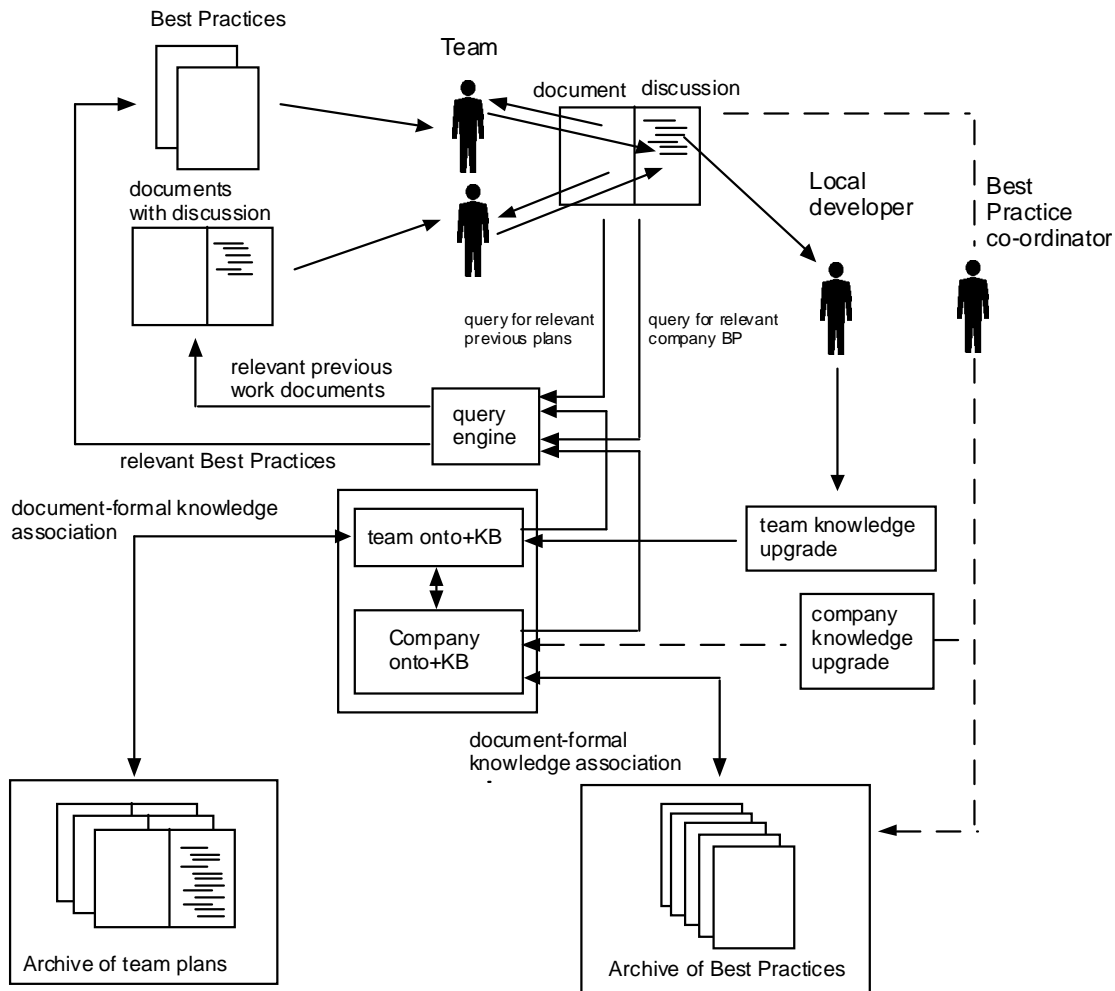 Best Practices
Team
document
discussion
documents
with discussion
Local
developer
Best
Practice
co-ordinator
query for relevant
previous plans
query for relevant
company BP
relevant previous
work documents
query
engine
relevant Best Practices
document-formal knowledge
association
team onto+KB
team knowledge
upgrade
Company
onto+KB
company
knowledge
upgrade
document-formal
knowledge association
Archive of team plans
Archive of Best Practices